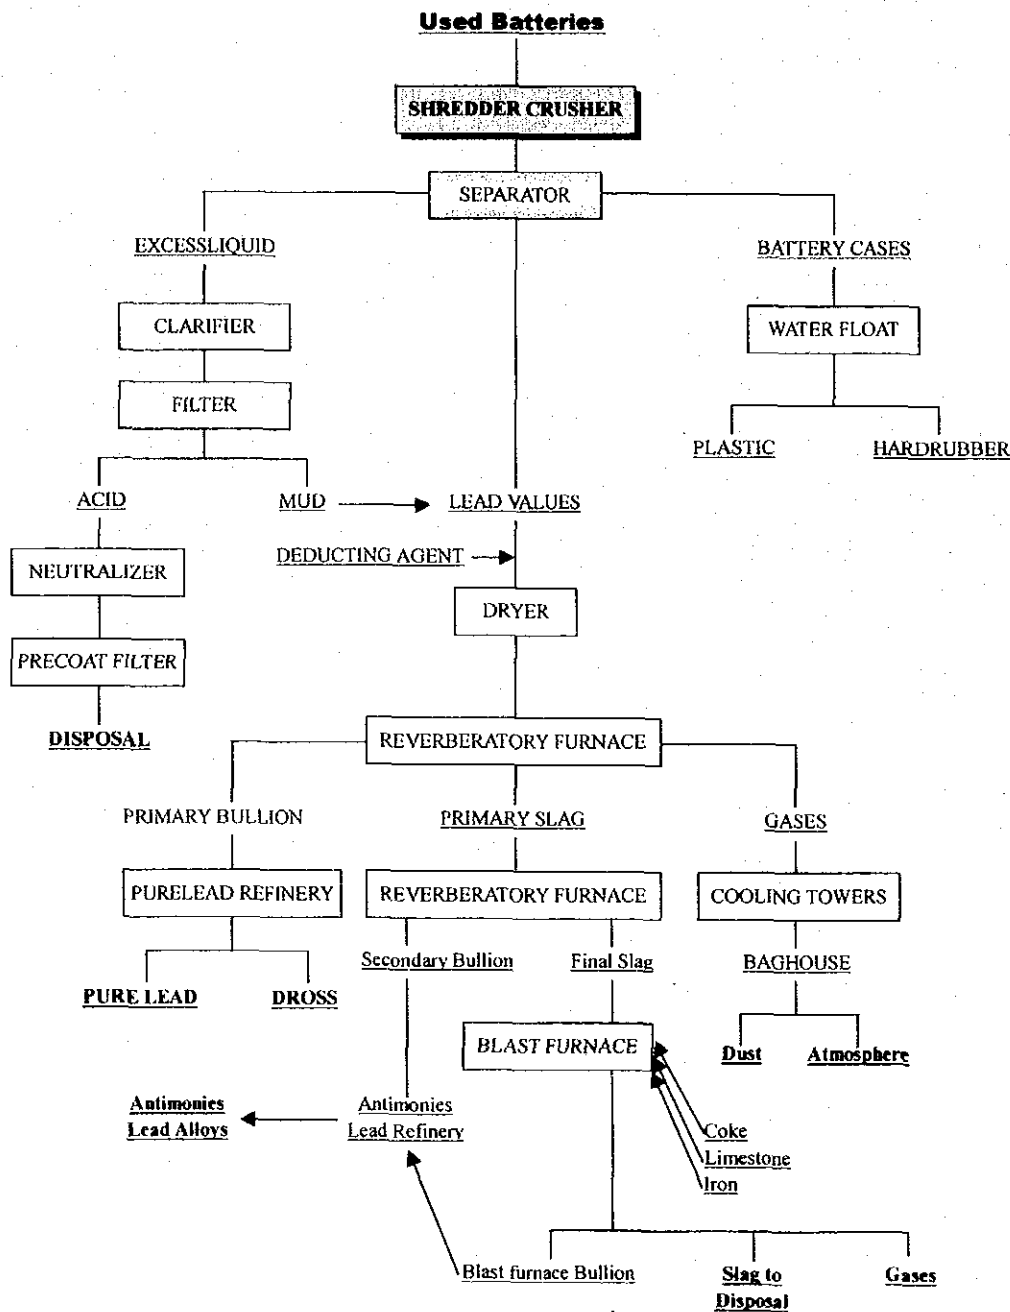 Used Batteries
SHREDDER CRUSHER
SEPARATOR
EXCESSLIQUID
BATTERY CASES
CLARIFIER
WATER FLOAT
FILTER
PLASTIC
HARDRUBBER
ACID
MUD
LEAD VALUES
DEDUCTING AGENT
NEUTRALIZER
DRYER
PRECOAT FILTER
DISPOSAL
REVERBERATORY FURNACE
PRIMARY BULLION
PRIMARY SLAG
GASES
PURELEAD REFINERY
REVERBERATORY FURNACE
COOLING TOWERS
Secondary Bullion
Final Slag
BAGHOUSE
PURE LEAD
DROSS
BLAST FURNACE
Dust
Atmosphere
Antimonies
Lead Alloys
Antimonies
Lead Refinery
Coke
Limestone
Iron
Blast furnace Bullion
Slag to
Disposal
Gases